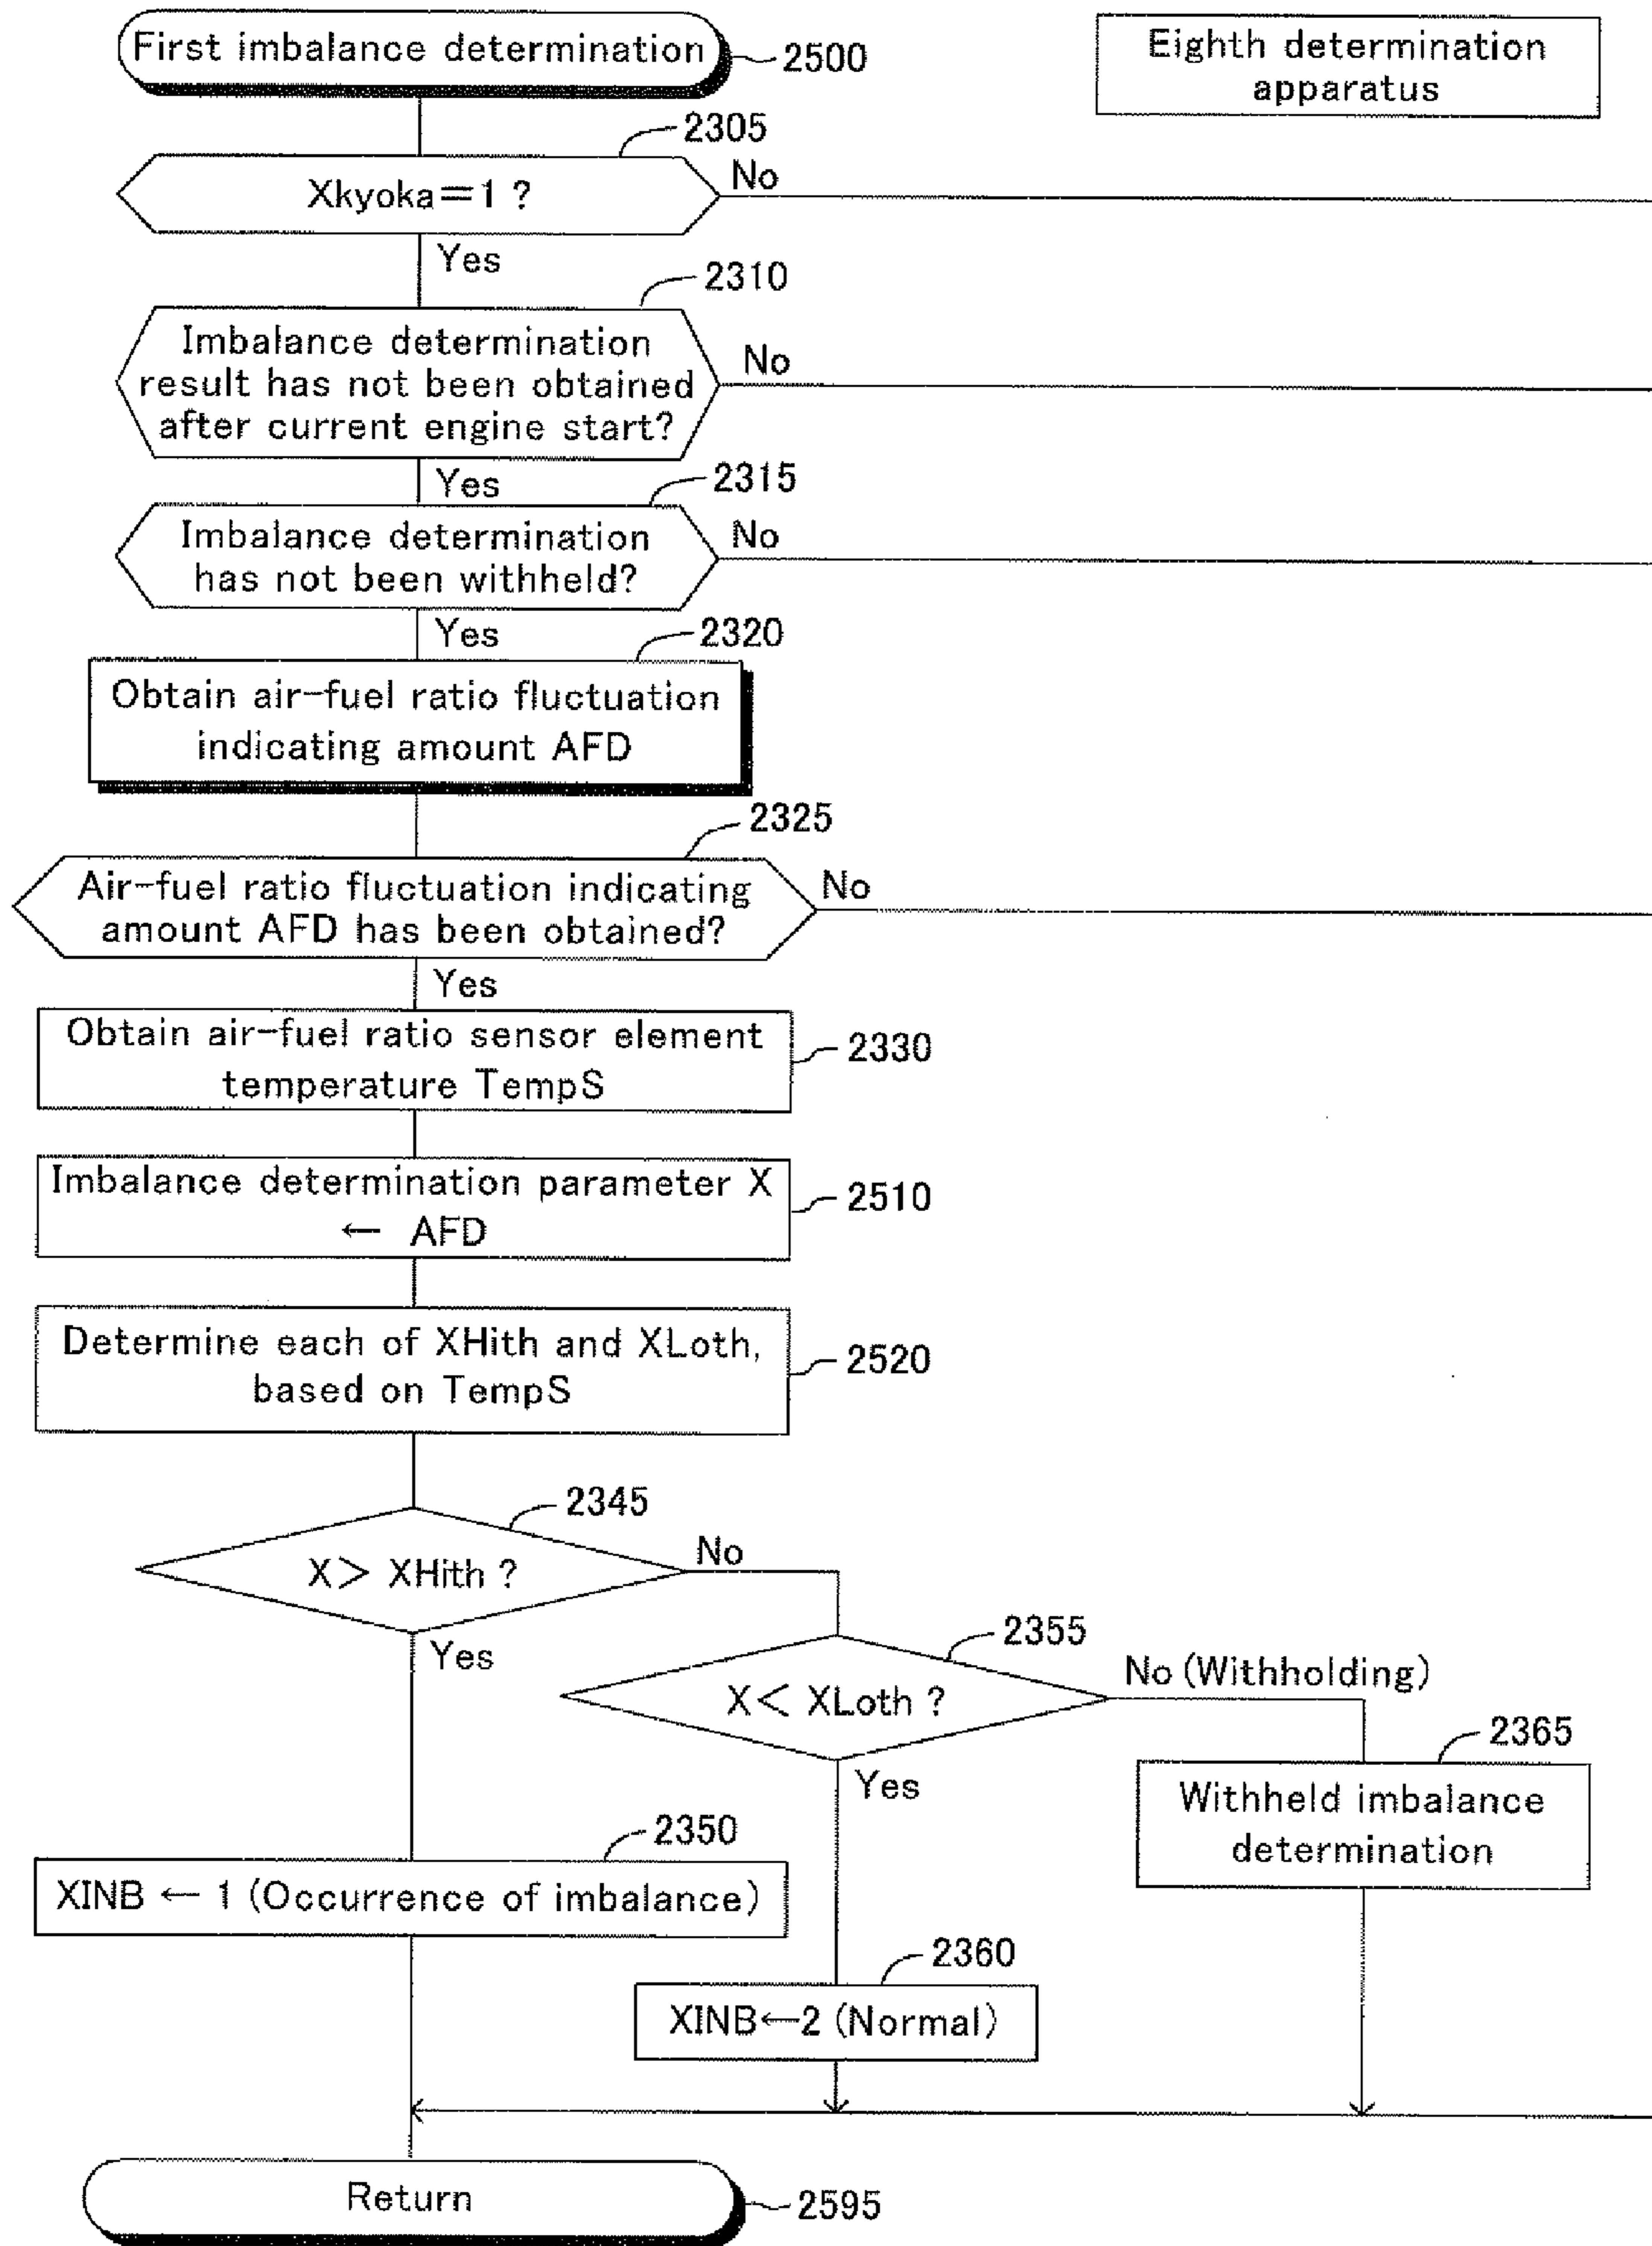 First imbalance determination
2500
Eighth determination
apparatus
2305
Xkyoka=1 ?
No
Yes
2310
Imbalance determination
result has not been obtained
after current engine start?
No
Yes
2315
Imbalance determination
has not been withheld?
No
Yes
2320
Obtain air-fuel ratio fluctuation
indicating amount AFD
2325
Air-fuel ratio fluctuation indicating
amount AFD has been obtained?
No
Yes
Obtain air-fuel ratio sensor element
temperature TempS
2330
Imbalance determination parameter X
← AFD
2510
Determine each of XHith and XLoth,
based on TempS
2520
2345
X> XHith ?
No
Yes
2355
X< XLoth ?
No (Withholding)
Yes
2365
Withheld imbalance
determination
2350
XINB ← 1 (Occurrence of imbalance)
2360
XINB←2 (Normal)
Return
2595